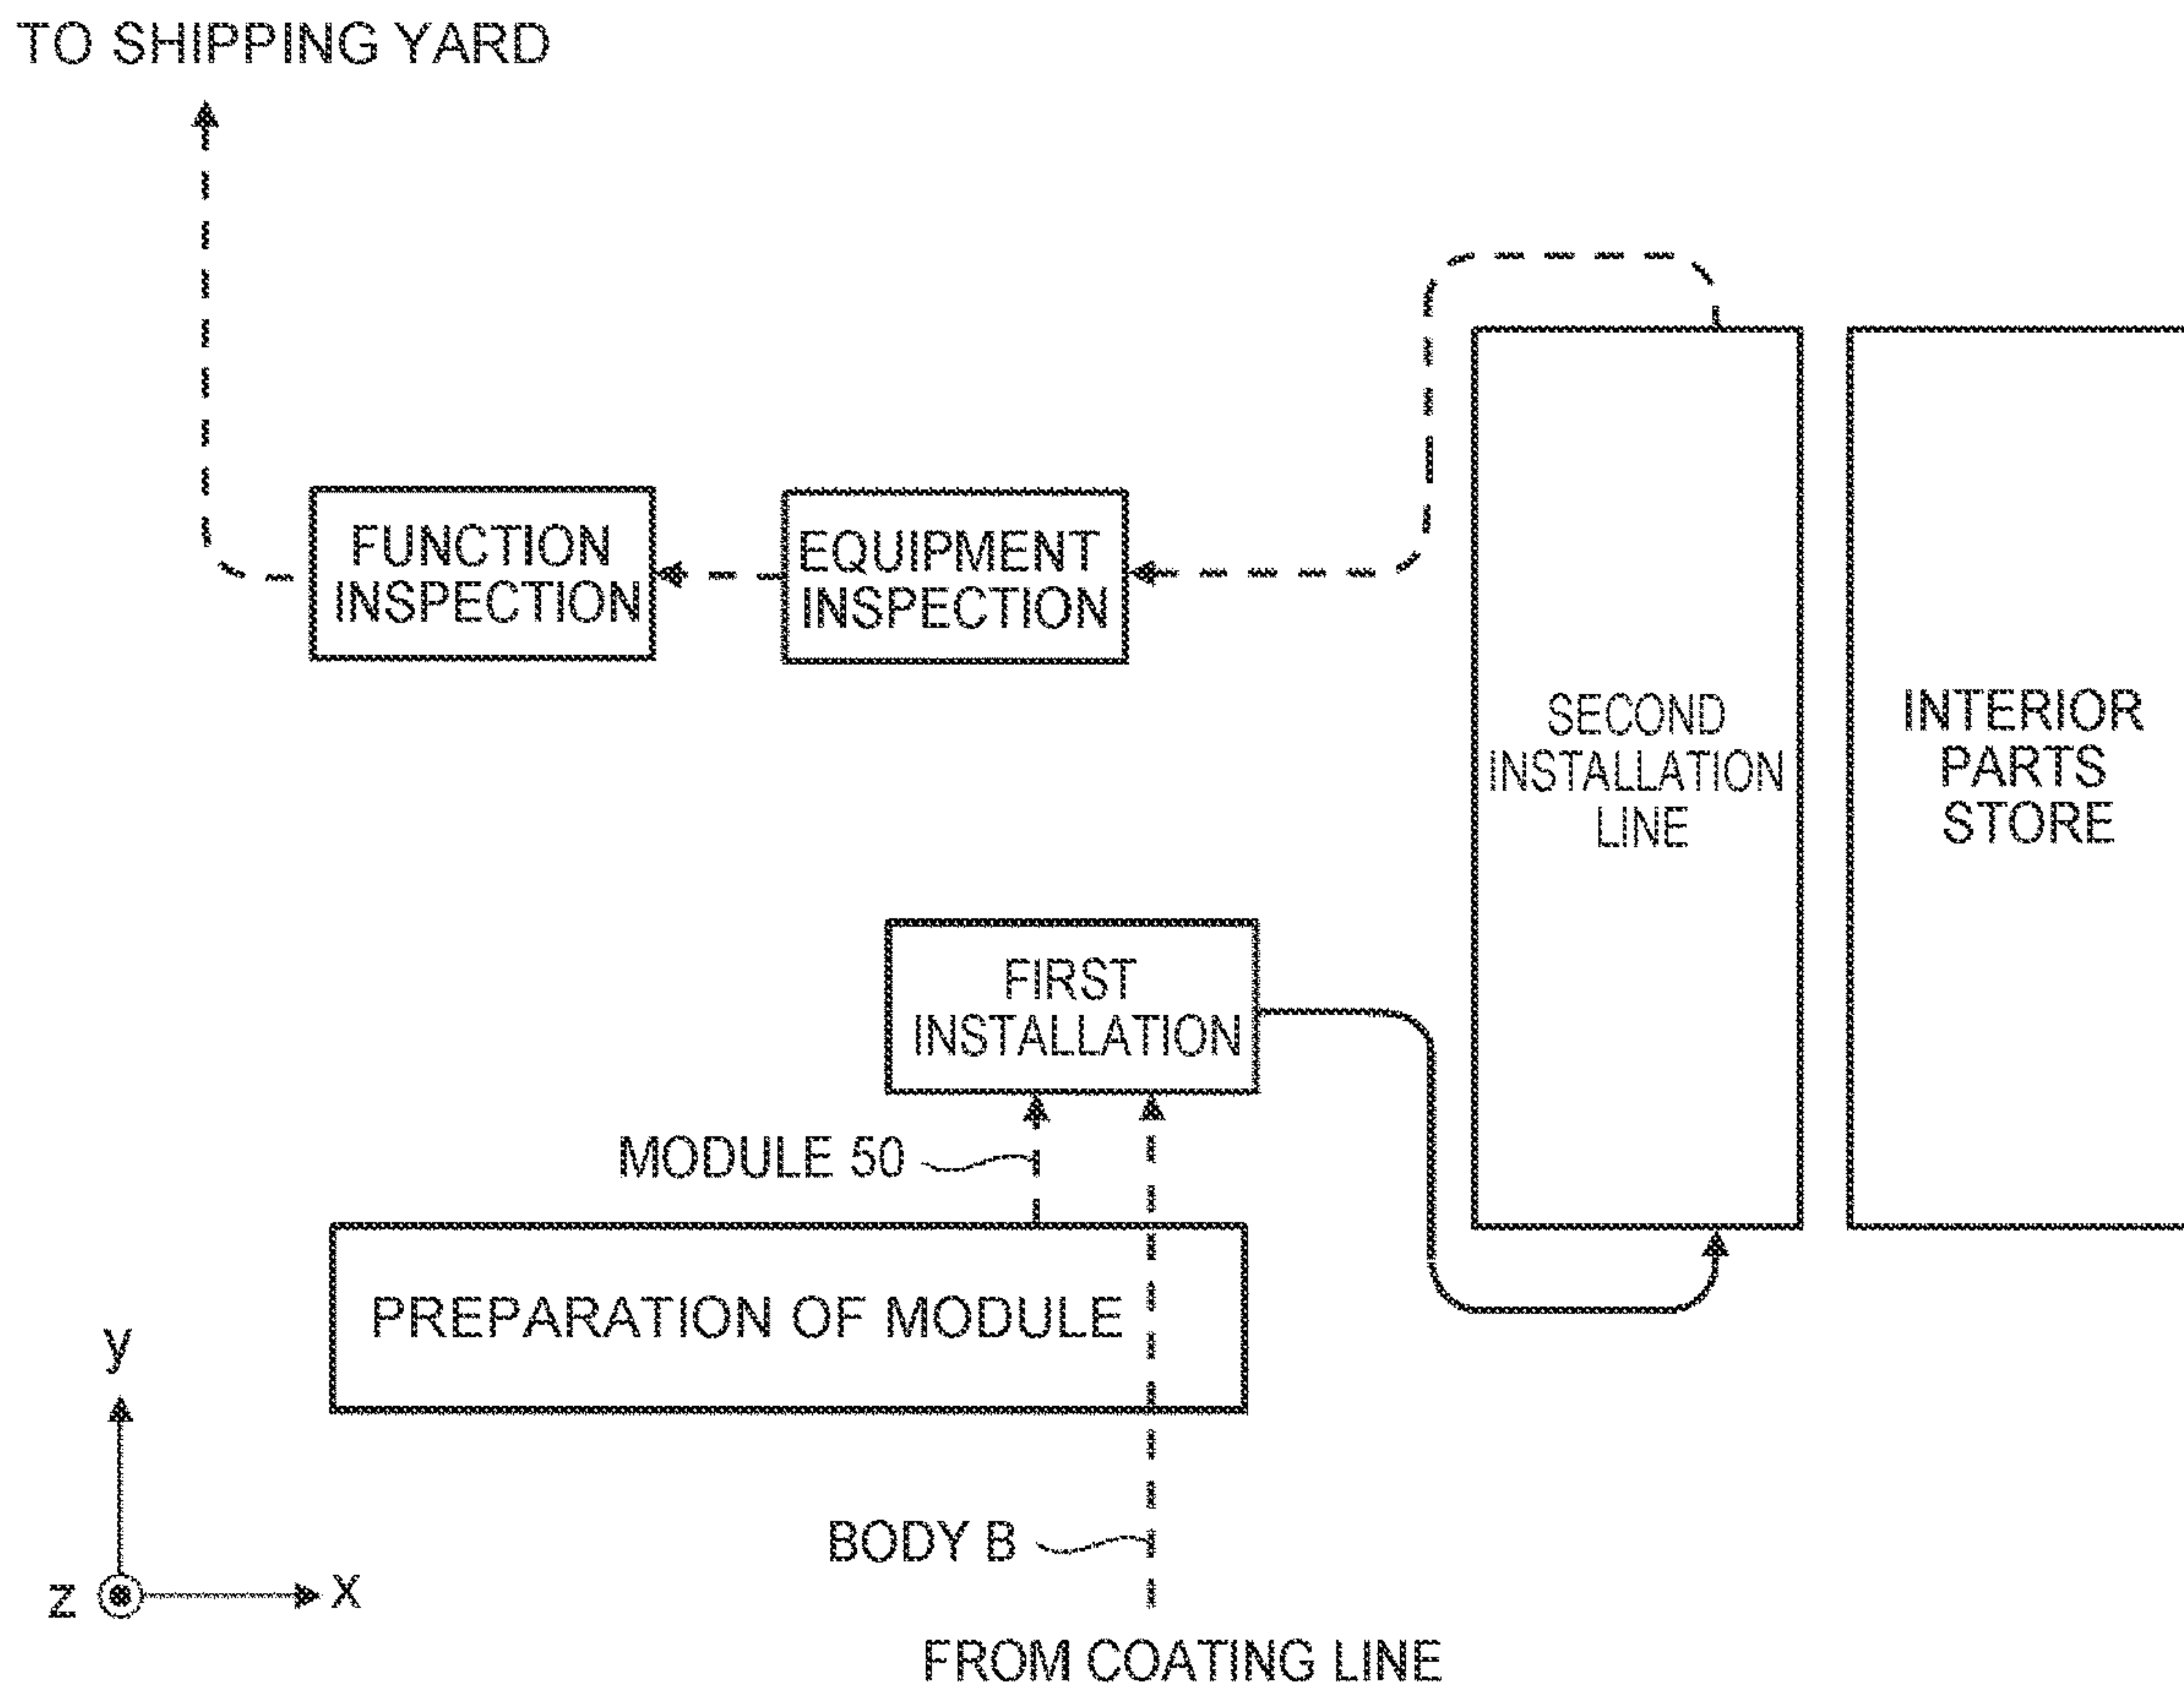 TO SHIPPING YARD
FUNCTION
INSPECTION
EQUIPMENT
INSPECTION
SECOND
INSTALLATION
LINE
INTERIOR
PARTS
STORE
FIRST
INSTALLATION
MODULE 50
PREPARATION OF MODULE
y
BODY B
z
x
FROM COATING LINE